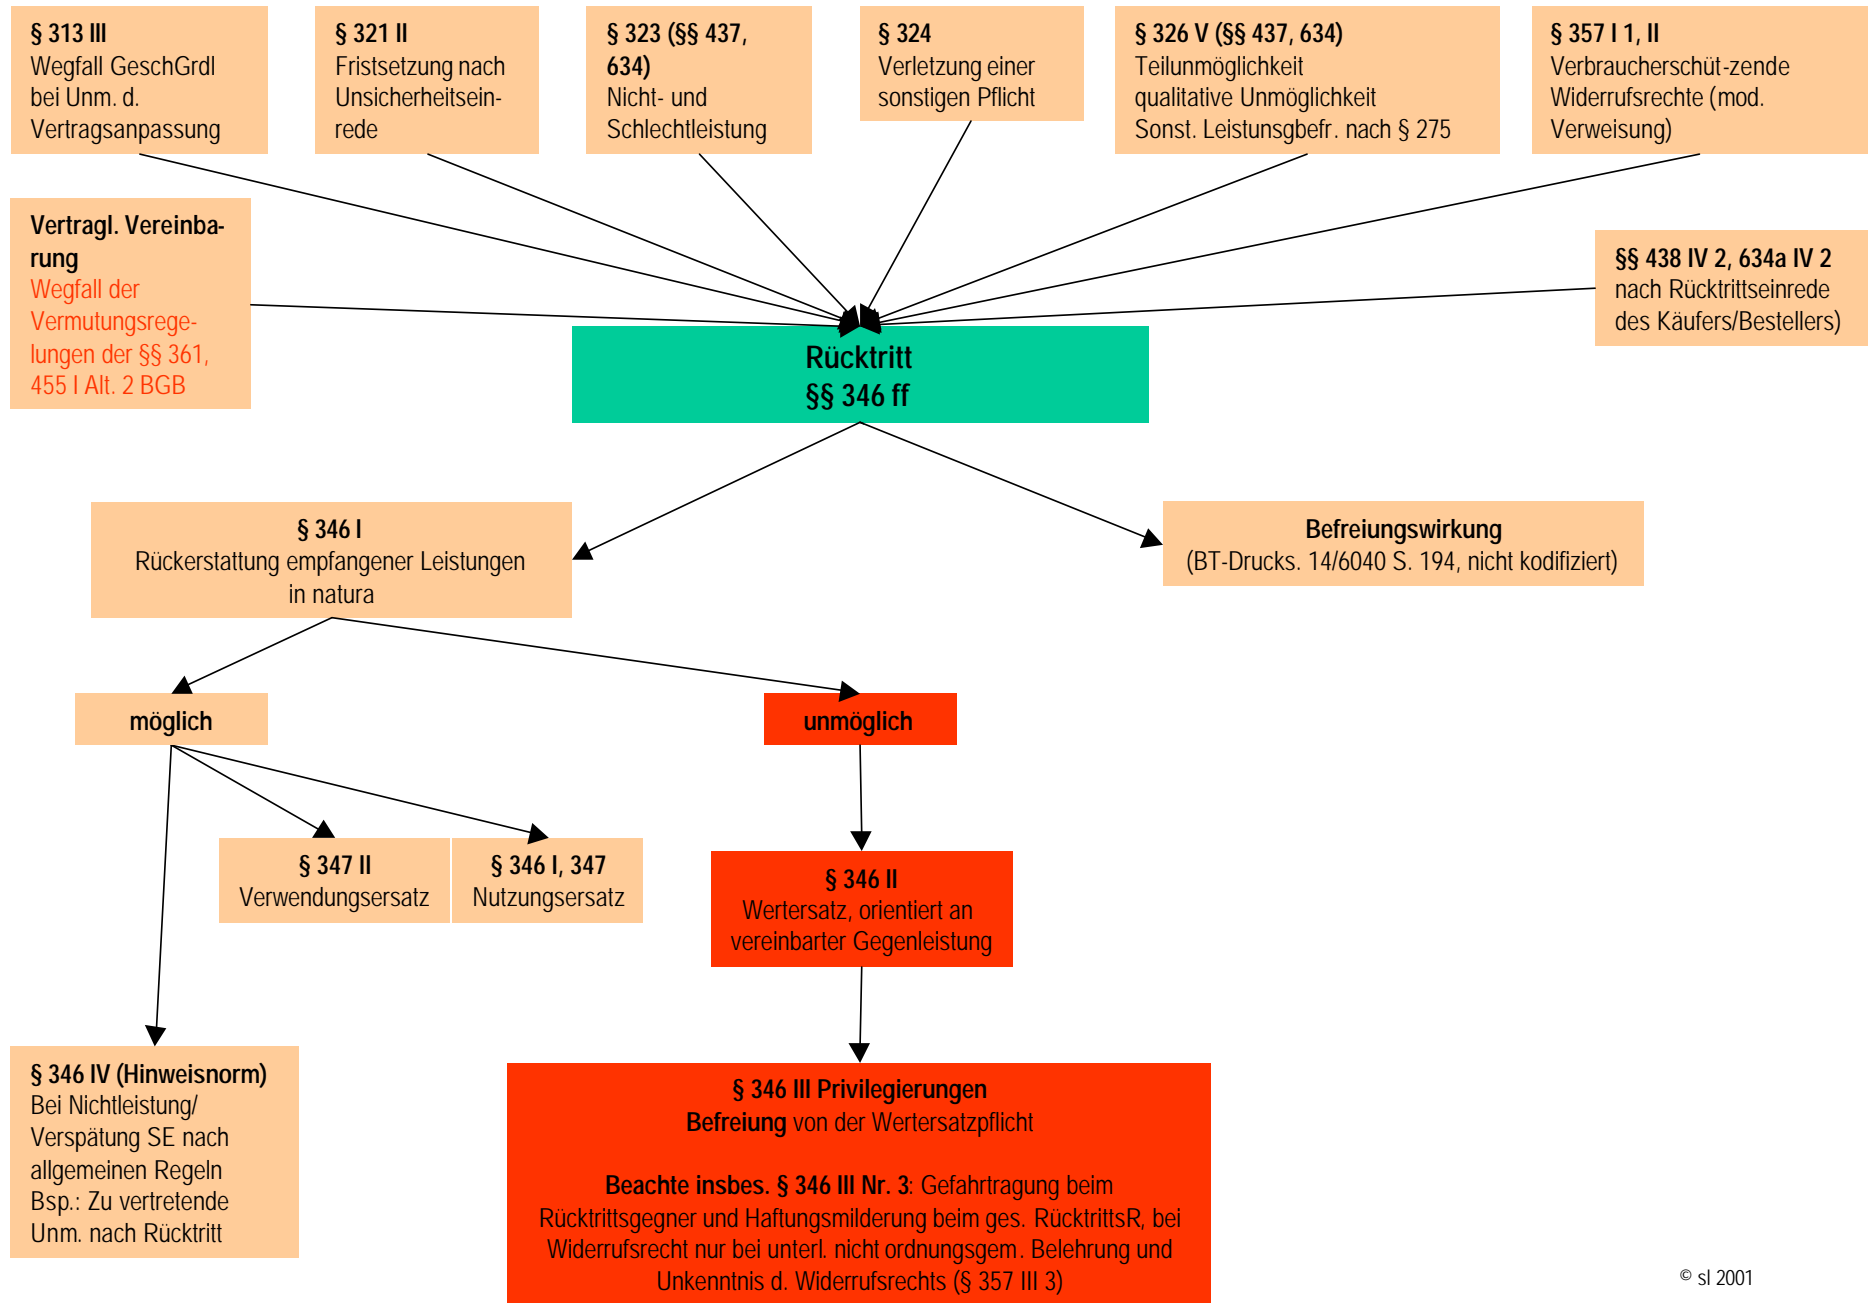 § 313 III
Wegfall GeschGrdl
bei Unm. d.
Vertragsanpassung
§ 321 II
Fristsetzung nach
Unsicherheitsein-
rede
§ 323 (§§ 437,
634)
Nicht- und
Schlechtleistung
§ 324
Verletzung einer
sonstigen Pflicht
§ 326 V (§§ 437, 634)
Teilunmöglichkeit
qualitative Unmöglichkeit
Sonst. Leistunsgbefr. nach § 275
§ 357 I 1, II
Verbraucherschüt-zende
Widerrufsrechte (mod.
Verweisung)
Vertragl. Vereinba-
rung
Wegfall der
Vermutungsrege-
lungen der §§ 361,
455 I Alt. 2 BGB
§§ 438 IV 2, 634a IV 2
nach Rücktrittseinrede
des Käufers/Bestellers)
Rücktritt
§§ 346 ff
§ 346 I
Rückerstattung empfangener Leistungen
in natura
Befreiungswirkung
(BT-Drucks. 14/6040 S. 194, nicht kodifiziert)
möglich
unmöglich
§ 347 II
Verwendungsersatz
§ 346 I, 347
Nutzungsersatz
§ 346 II
Wertersatz, orientiert an
vereinbarter Gegenleistung
§ 346 IV (Hinweisnorm)
Bei Nichtleistung/
Verspätung SE nach
allgemeinen Regeln
Bsp.: Zu vertretende
Unm. nach Rücktritt
§ 346 III Privilegierungen
Befreiung von der Wertersatzpflicht
Beachte insbes. § 346 III Nr. 3: Gefahrtragung beim
Rücktrittsgegner und Haftungsmilderung beim ges. RücktrittsR, bei
Widerrufsrecht nur bei unterl. nicht ordnungsgem. Belehrung und
Unkenntnis d. Widerrufsrechts (§ 357 III 3)
© sl 2001